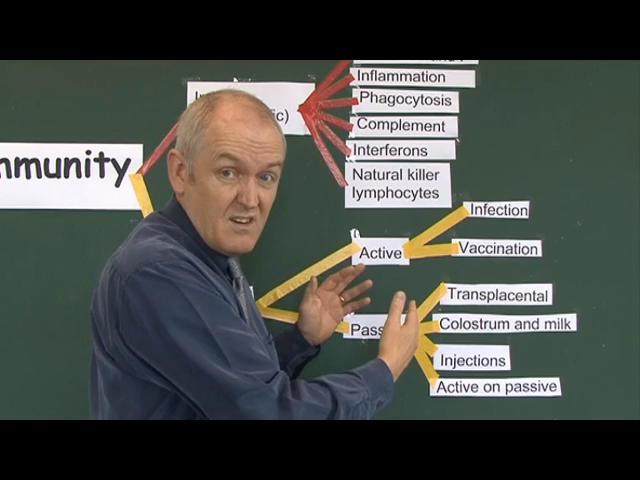 Inflammation
Phagocytosis
Complement
Interferons
Natural killer
lymphocytes
mmunity
Infection
Active
Vaccination
Transplacental
Colostrum and milk
Injections
Active on passive